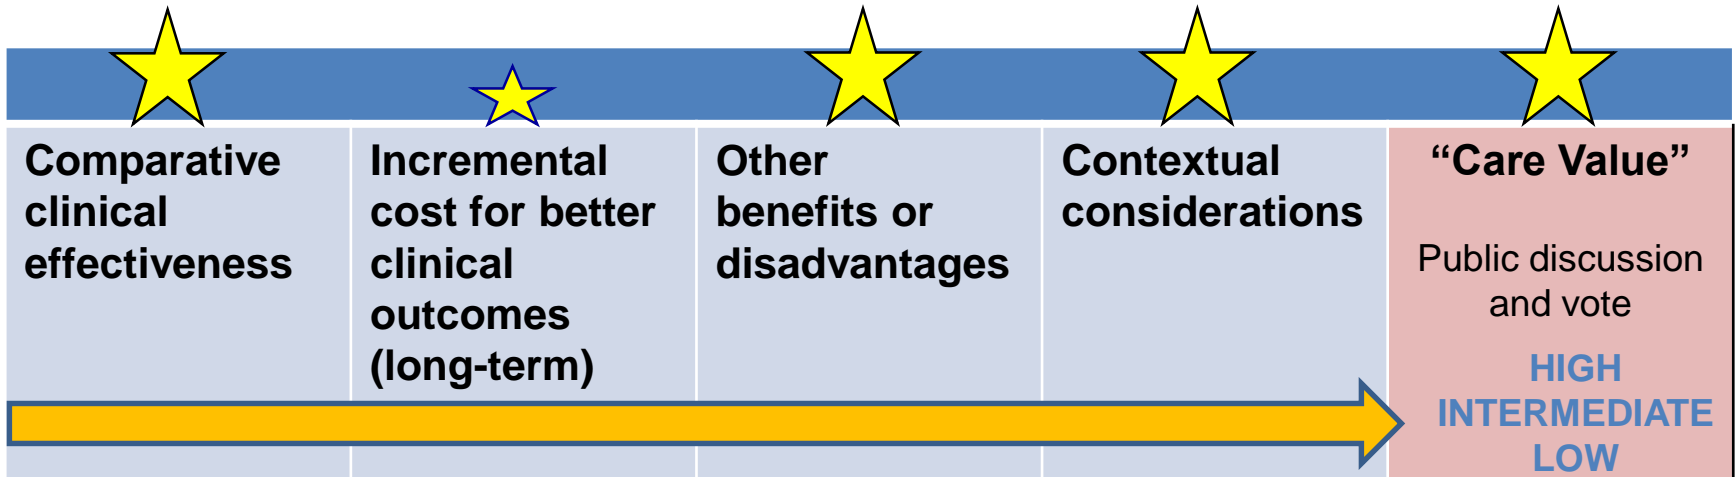 Comparative
clinical
effectiveness
Incremental
cost for better
clinical
outcomes
(long-term)
Other
benefits or
disadvantages
Contextual
considerations
“Care Value”
Public discussion
and vote
HIGH
INTERMEDIATE
LOW